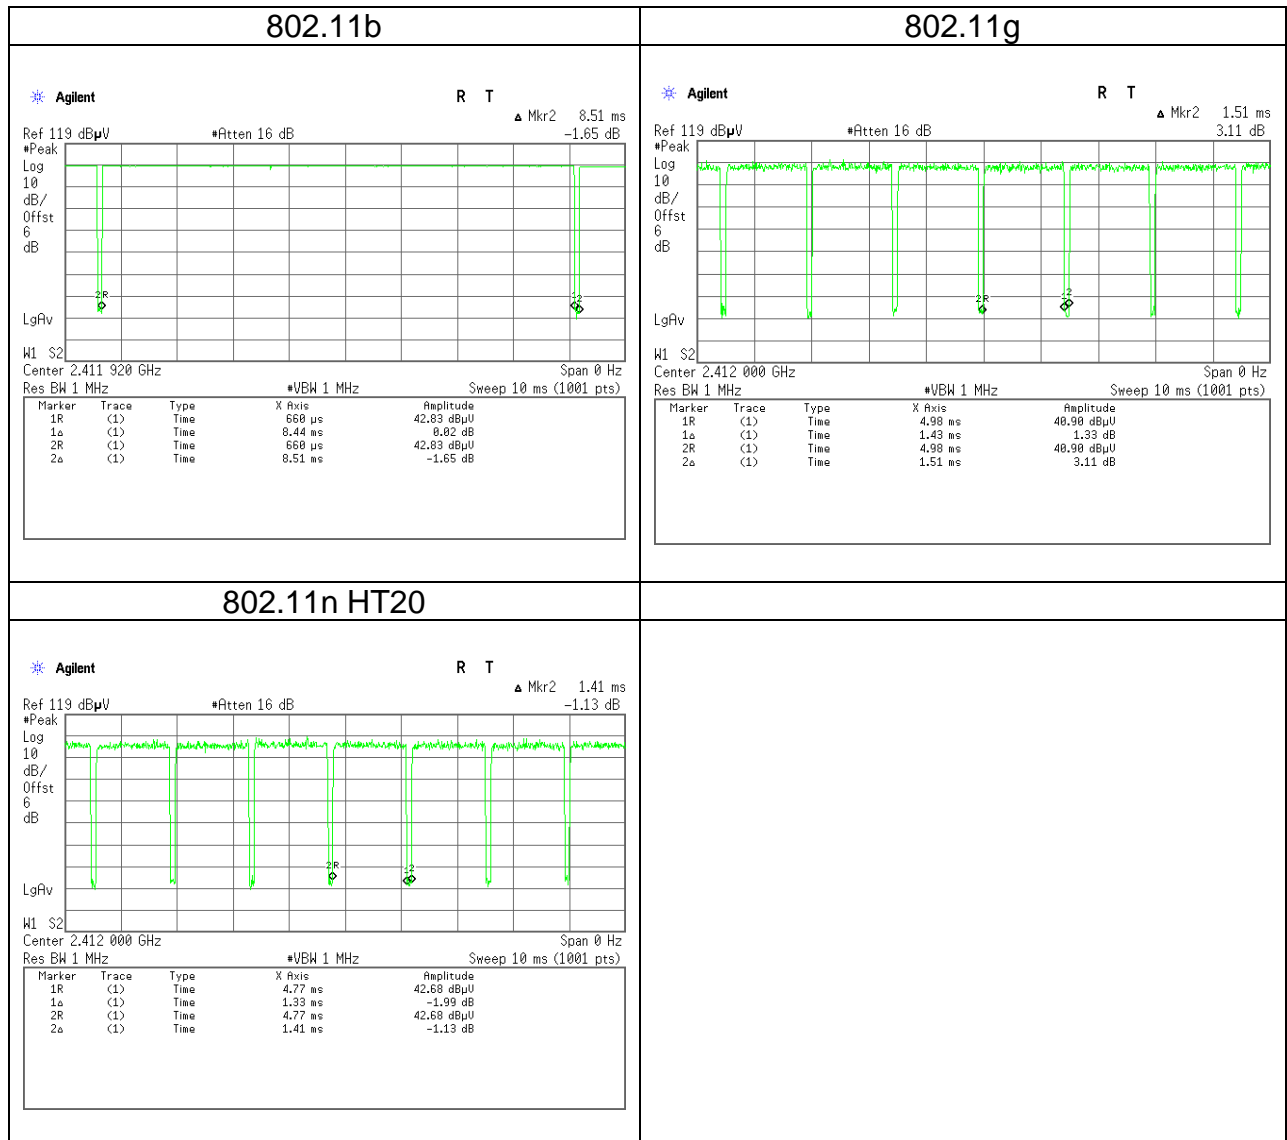 802.11b
Agilent
R T
Δ Mkr2 8.51 ms
Ref 119 dBµV #Atten 16 dB -1.65 dB
#Peak
Log
10
dB/
Offst
6
dB
2R
1
2
LgAv
W1 S2
Center 2.411 920 GHz Span 0 Hz
Res BW 1 MHz #VBW 1 MHz Sweep 10 ms (1001 pts)
Marker Trace Type X Axis Amplitude
1R (1) Time 660 µs 42.83 dBµV
1Δ (1) Time 8.44 ms 0.02 dB
2R (1) Time 660 µs 42.83 dBµV
2Δ (1) Time 8.51 ms -1.65 dB
802.11g
Agilent
R T
Δ Mkr2 1.51 ms
Ref 119 dBµV #Atten 16 dB 3.11 dB
#Peak
Log
10
dB/
Offst
6
dB
2R
12
LgAv
W1 S2
Center 2.412 000 GHz Span 0 Hz
Res BW 1 MHz #VBW 1 MHz Sweep 10 ms (1001 pts)
Marker Trace Type X Axis Amplitude
1R (1) Time 4.98 ms 40.90 dBµV
1Δ (1) Time 1.43 ms 1.33 dB
2R (1) Time 4.98 ms 40.90 dBµV
2Δ (1) Time 1.51 ms 3.11 dB
802.11n HT20
Agilent
R T
Δ Mkr2 1.41 ms
Ref 119 dBµV #Atten 16 dB -1.13 dB
#Peak
Log
10
dB/
Offst
6
dB
2R
12
LgAv
W1 S2
Center 2.412 000 GHz Span 0 Hz
Res BW 1 MHz #VBW 1 MHz Sweep 10 ms (1001 pts)
Marker Trace Type X Axis Amplitude
1R (1) Time 4.77 ms 42.68 dBµV
1Δ (1) Time 1.33 ms -1.99 dB
2R (1) Time 4.77 ms 42.68 dBµV
2Δ (1) Time 1.41 ms -1.13 dB